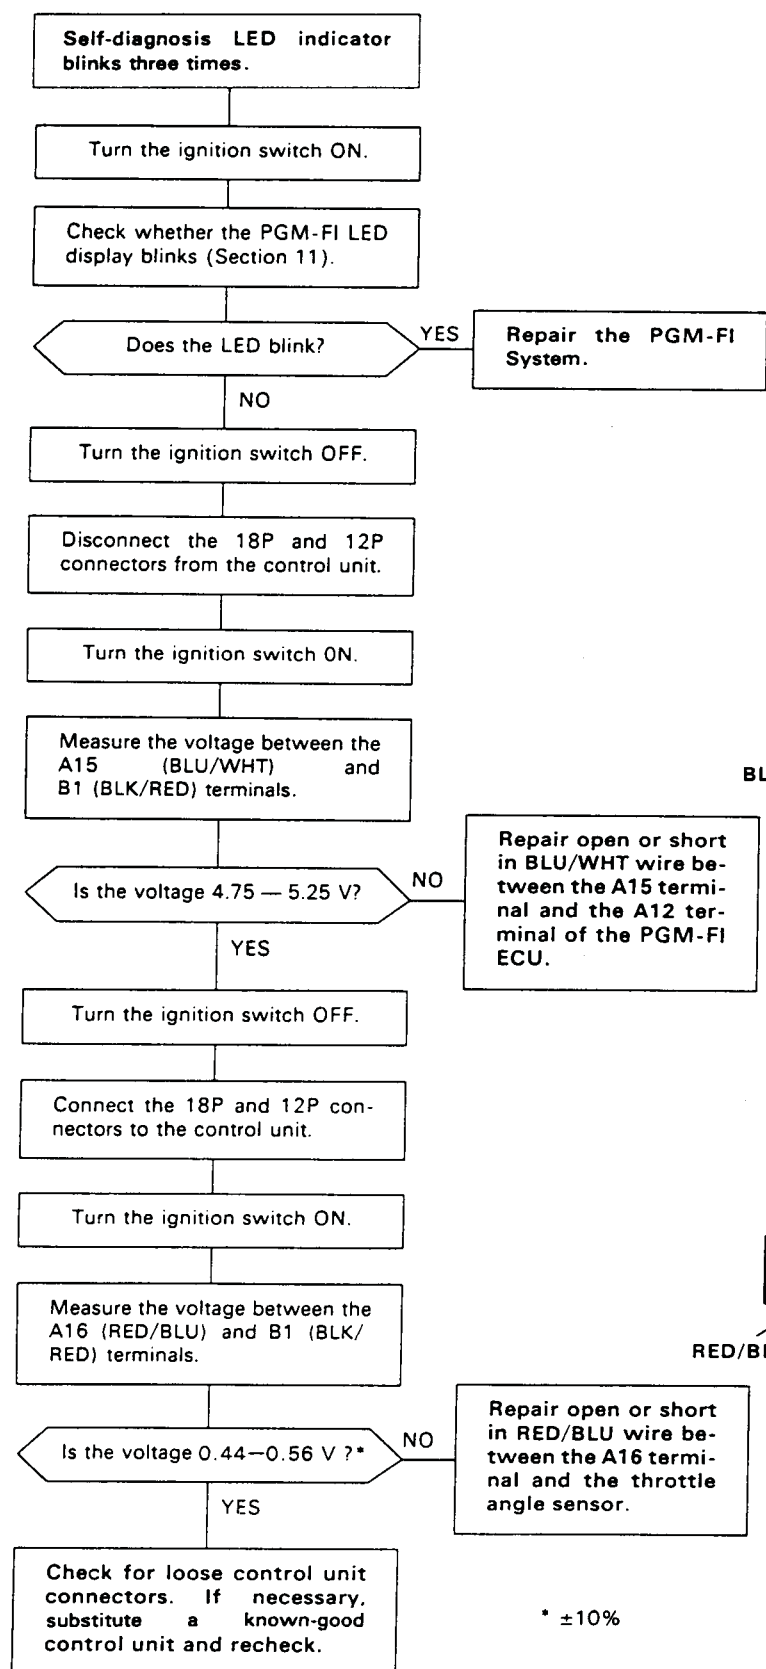 Self-diagnosis LED indicator
blinks three times.
Turn the ignition switch ON.
Check whether the PGM-FI LED
display blinks (Section 11).
Does the LED blink?
YES
Repair the PGM-FI
System.
NO
Turn the ignition switch OFF.
Disconnect the 18P and 12P
connectors from the control unit.
Turn the ignition switch ON.
Measure the voltage between the
A15 (BLU/WHT) and
B1 (BLK/RED) terminals.
BL
Is the voltage 4.75 — 5.25 V?
NO
Repair open or short
in BLU/WHT wire be-
tween the A15 termi-
nal and the A12 ter-
minal of the PGM-FI
ECU.
YES
Turn the ignition switch OFF.
Connect the 18P and 12P con-
nectors to the control unit.
Turn the ignition switch ON.
Measure the voltage between the
A16 (RED/BLU) and B1 (BLK/
RED) terminals.
RED/BL
Is the voltage 0.44—0.56 V ?*
NO
Repair open or short
in RED/BLU wire be-
tween the A16 termi-
nal and the throttle
angle sensor.
YES
Check for loose control unit
connectors. If necessary,
substitute a known-good
control unit and recheck.
* ±10%